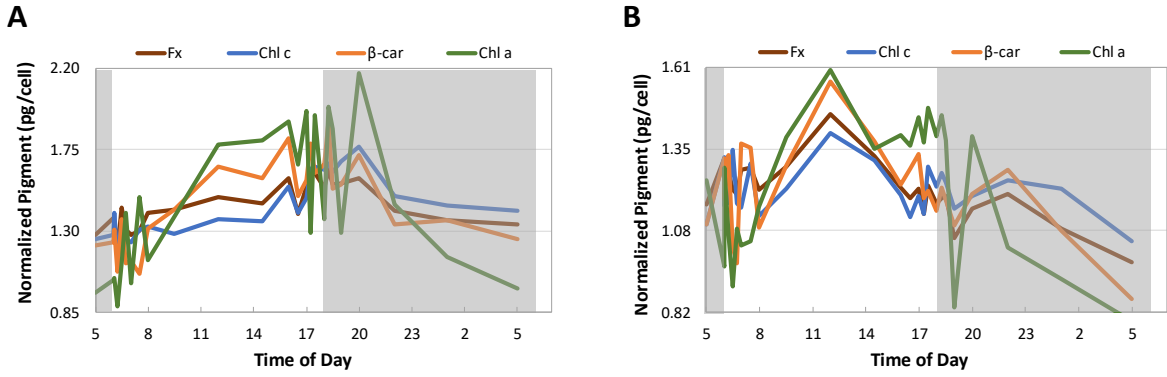 A
Fx Chl c β-car Chl a
Normalized Pigment (pg/cell)
2.20
1.75
1.30
0.85
5 8 11 14 17 20 23 2 5
Time of Day
B
Fx Chl c β-car Chl a
Normalized Pigment (pg/cell)
1.61
1.35
1.08
0.82
5 8 11 14 17 20 23 2 5
Time of Day